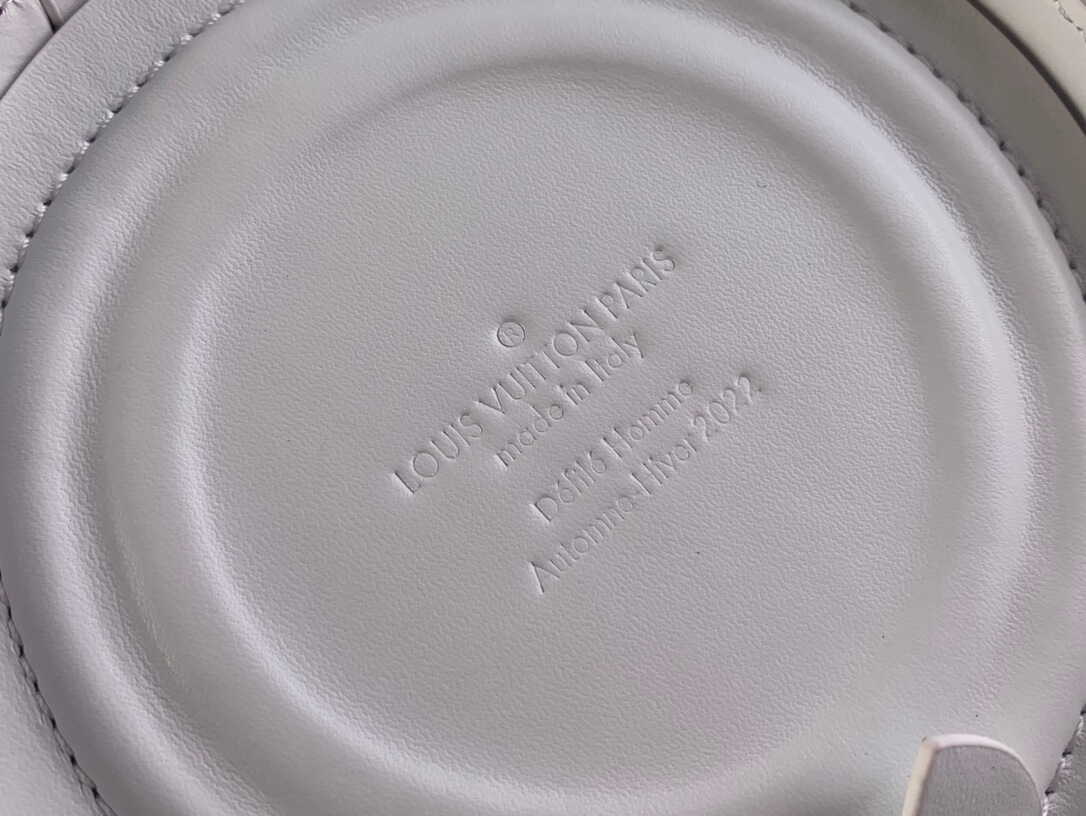 ®
LOUIS VUITTON PARIS
made in Italy
Défilé Homme
Automne-Hiver 2022